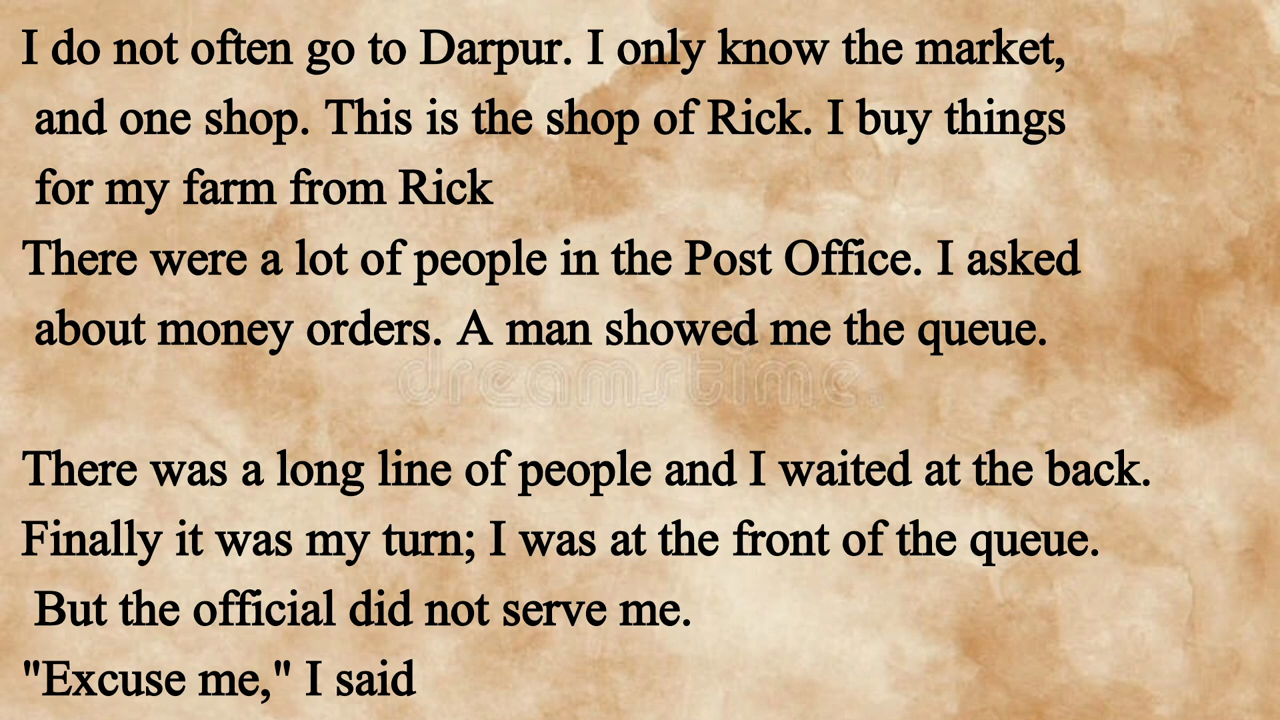 I do not often go to Darpur. I only know the market,
and one shop. This is the shop of Rick. I buy things
for my farm from Rick
There were a lot of people in the Post Office. I asked
about money orders. A man showed me the queue.
dreamstime.
There was a long line of people and I waited at the back.
Finally it was my turn; I was at the front of the queue.
But the official did not serve me.
"Excuse me," I said